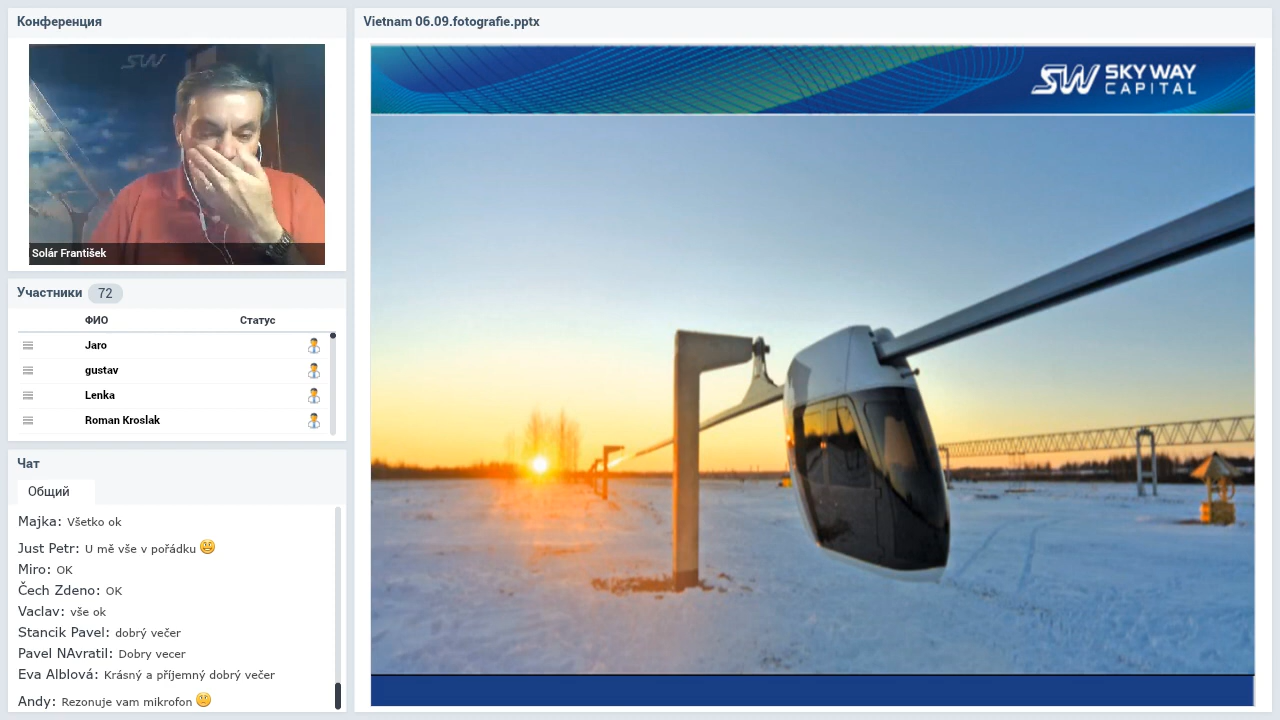 Конференция
SW
Solár František
Участники 72
ФИО Статус
Jaro
gustav
Lenka
Roman Kroslak
Чат
Общий
Majka: Všetko ok
Just Petr: U mě vše v pořádku
Miro: OK
Čech Zdeno: OK
Vaclav: vše ok
Stancik Pavel: dobrý večer
Pavel NAvratil: Dobry vecer
Eva Alblová: Krásný a příjemný dobrý večer
Andy: Rezonuje vam mikrofon
Vietnam 06.09.fotografie.pptx
SW SKY WAY
CAPITAL